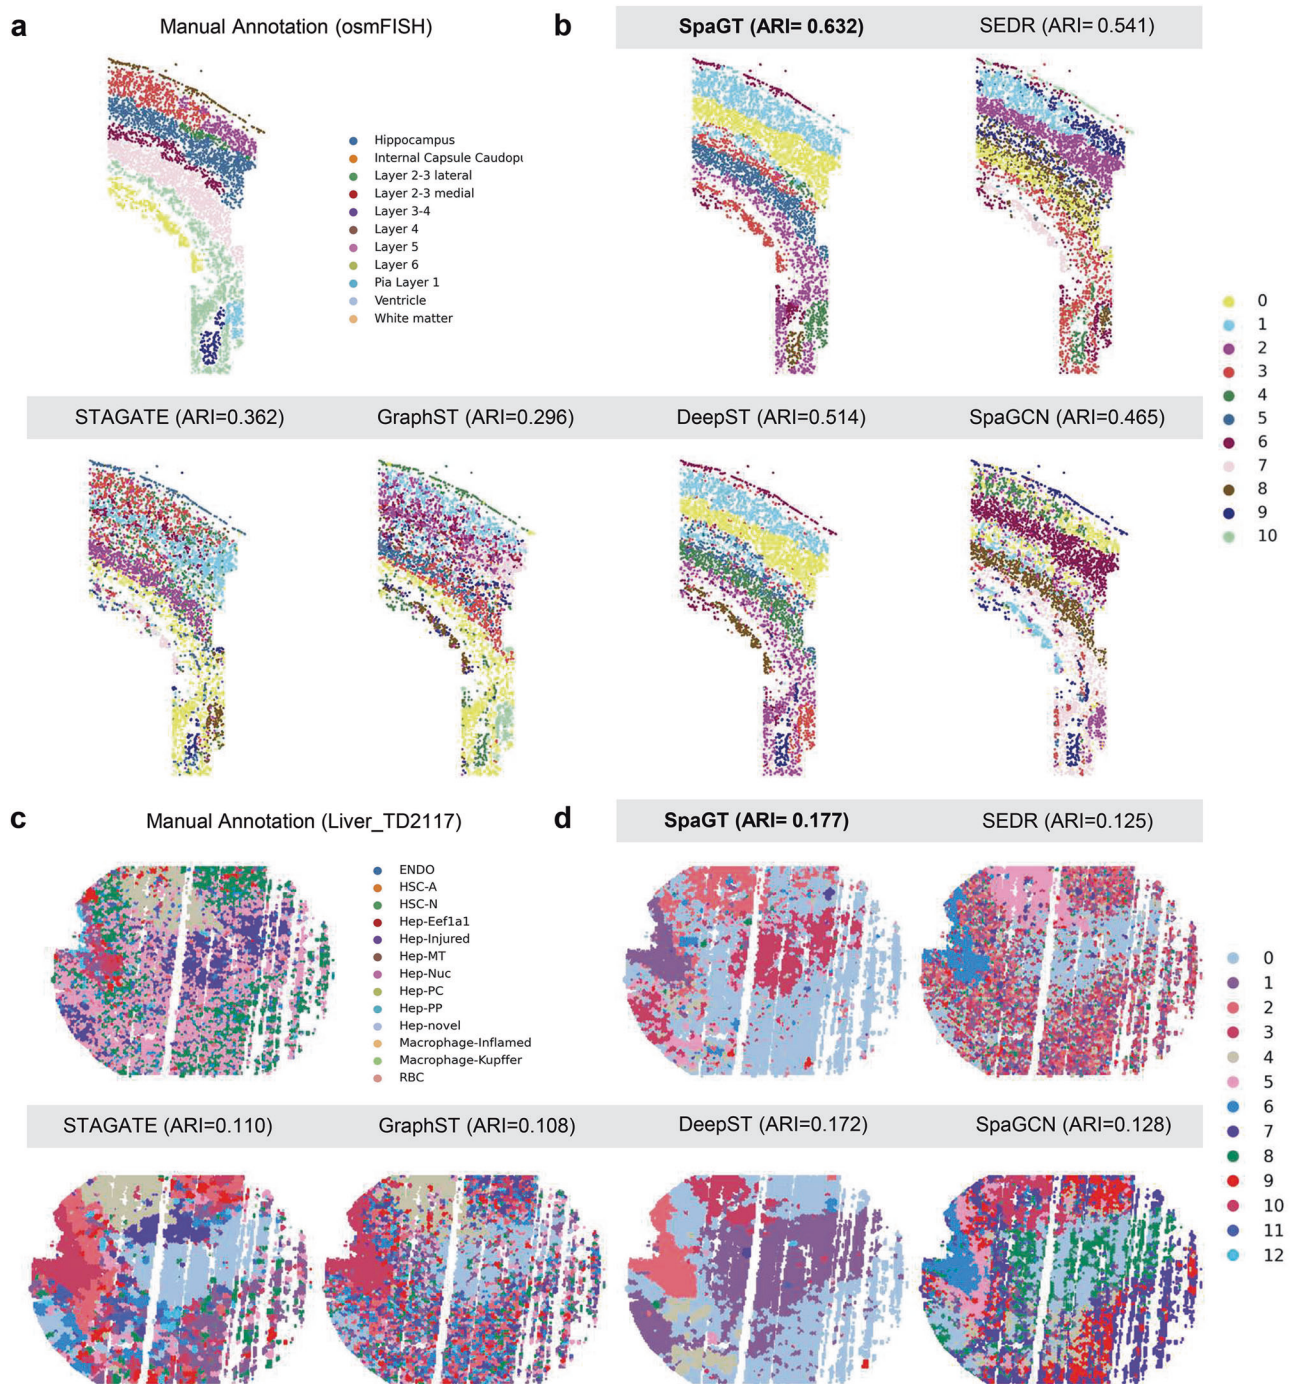 a
Manual Annotation (osmFISH)
Hippocampus
Internal Capsule Caudopu
Layer 2-3 lateral
Layer 2-3 medial
Layer 3-4
Layer 4
Layer 5
Layer 6
Pia Layer 1
Ventricle
White matter
b
SpaGT (ARI= 0.632)
SEDR (ARI= 0.541)
STAGATE (ARI=0.362)
GraphST (ARI=0.296)
DeepST (ARI=0.514)
SpaGCN (ARI=0.465)
0
1
2
3
4
5
6
7
8
9
10
c
Manual Annotation (Liver_TD2117)
ENDO
HSC-A
HSC-N
Hep-Eef1a1
Hep-Injured
Hep-MT
Hep-Nuc
Hep-PC
Hep-PP
Hep-novel
Macrophage-Inflamed
Macrophage-Kupffer
RBC
d
SpaGT (ARI= 0.177)
SEDR (ARI=0.125)
STAGATE (ARI=0.110)
GraphST (ARI=0.108)
DeepST (ARI=0.172)
SpaGCN (ARI=0.128)
0
1
2
3
4
5
6
7
8
9
10
11
12